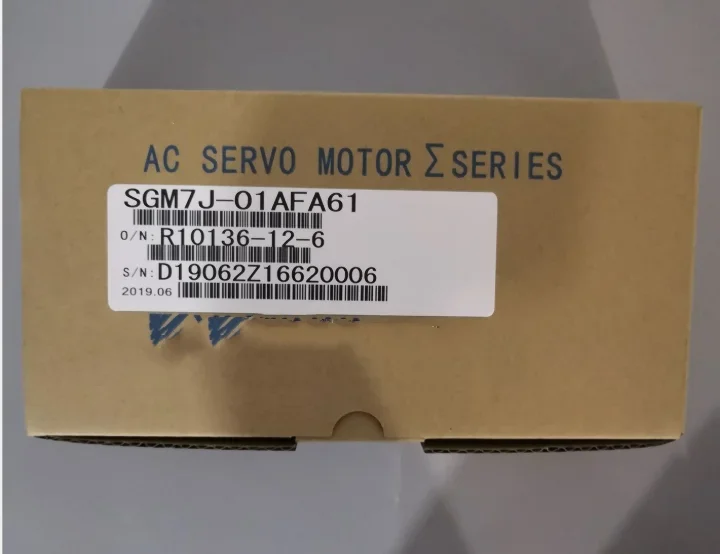 AC SERVO MOTOR Σ SERIES
SGM7J-01AFA61
O/N: R10136-12-6
S/N: D19062Z16620006
2019.06